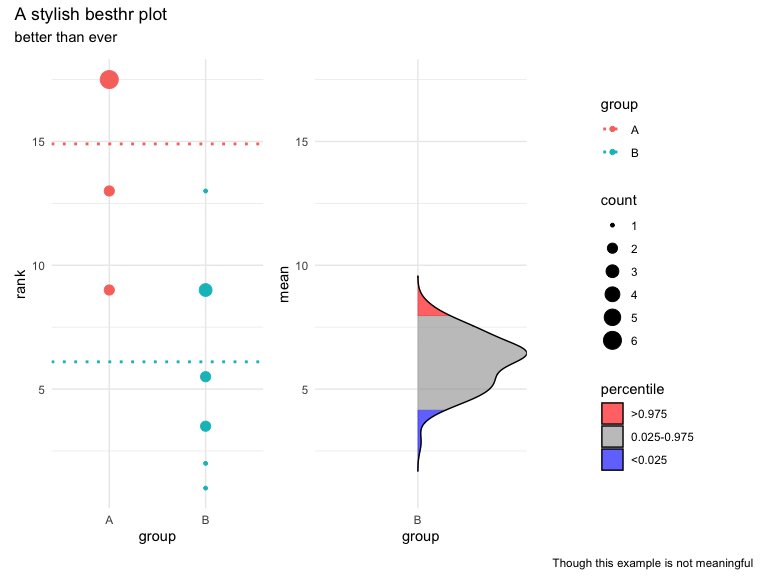 A stylish besthr plot
better than ever
rank
15
10
5
A
B
group
mean
15
10
5
B
group
group
A
B
count
1
2
3
4
5
6
percentile
>0.975
0.025-0.975
<0.025
Though this example is not meaningful